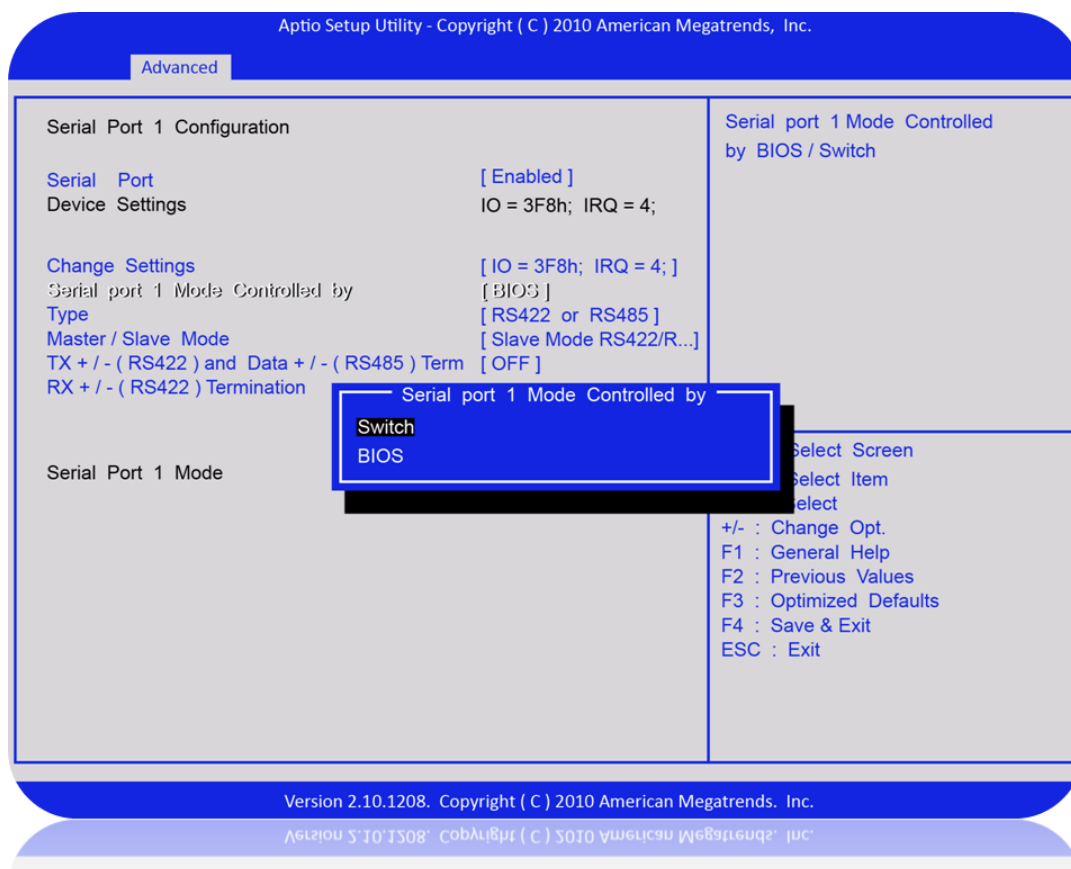 Aptio Setup Utility - Copyright ( C ) 2010 American Megatrends, Inc.
Advanced
Serial Port 1 Configuration
Serial Port [ Enabled ]
Device Settings IO = 3F8h; IRQ = 4;
Change Settings [ IO = 3F8h; IRQ = 4; ]
Serial port 1 Mode Controlled by [ BIOS ]
Type [ RS422 or RS485 ]
Master / Slave Mode [ Slave Mode RS422/R...]
TX + / - ( RS422 ) and Data + / - ( RS485 ) Term [ OFF ]
RX + / - ( RS422 ) Termination
Serial Port 1 Mode
Serial port 1 Mode Controlled by
Switch
BIOS
Serial port 1 Mode Controlled
by BIOS / Switch
Select Screen
Select Item
Select
+/- : Change Opt.
F1 : General Help
F2 : Previous Values
F3 : Optimized Defaults
F4 : Save & Exit
ESC : Exit
Version 2.10.1208. Copyright ( C ) 2010 American Megatrends. Inc.